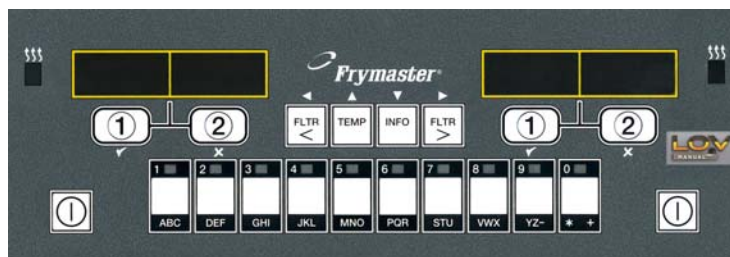 Frymaster
1 2
FLTR < TEMP INFO FLTR >
1 2
LOV
MANUAL
1 2 3 4 5 6 7 8 9 0
ABC DEF GHI JKL MNO PQR STU VWX YZ- * +